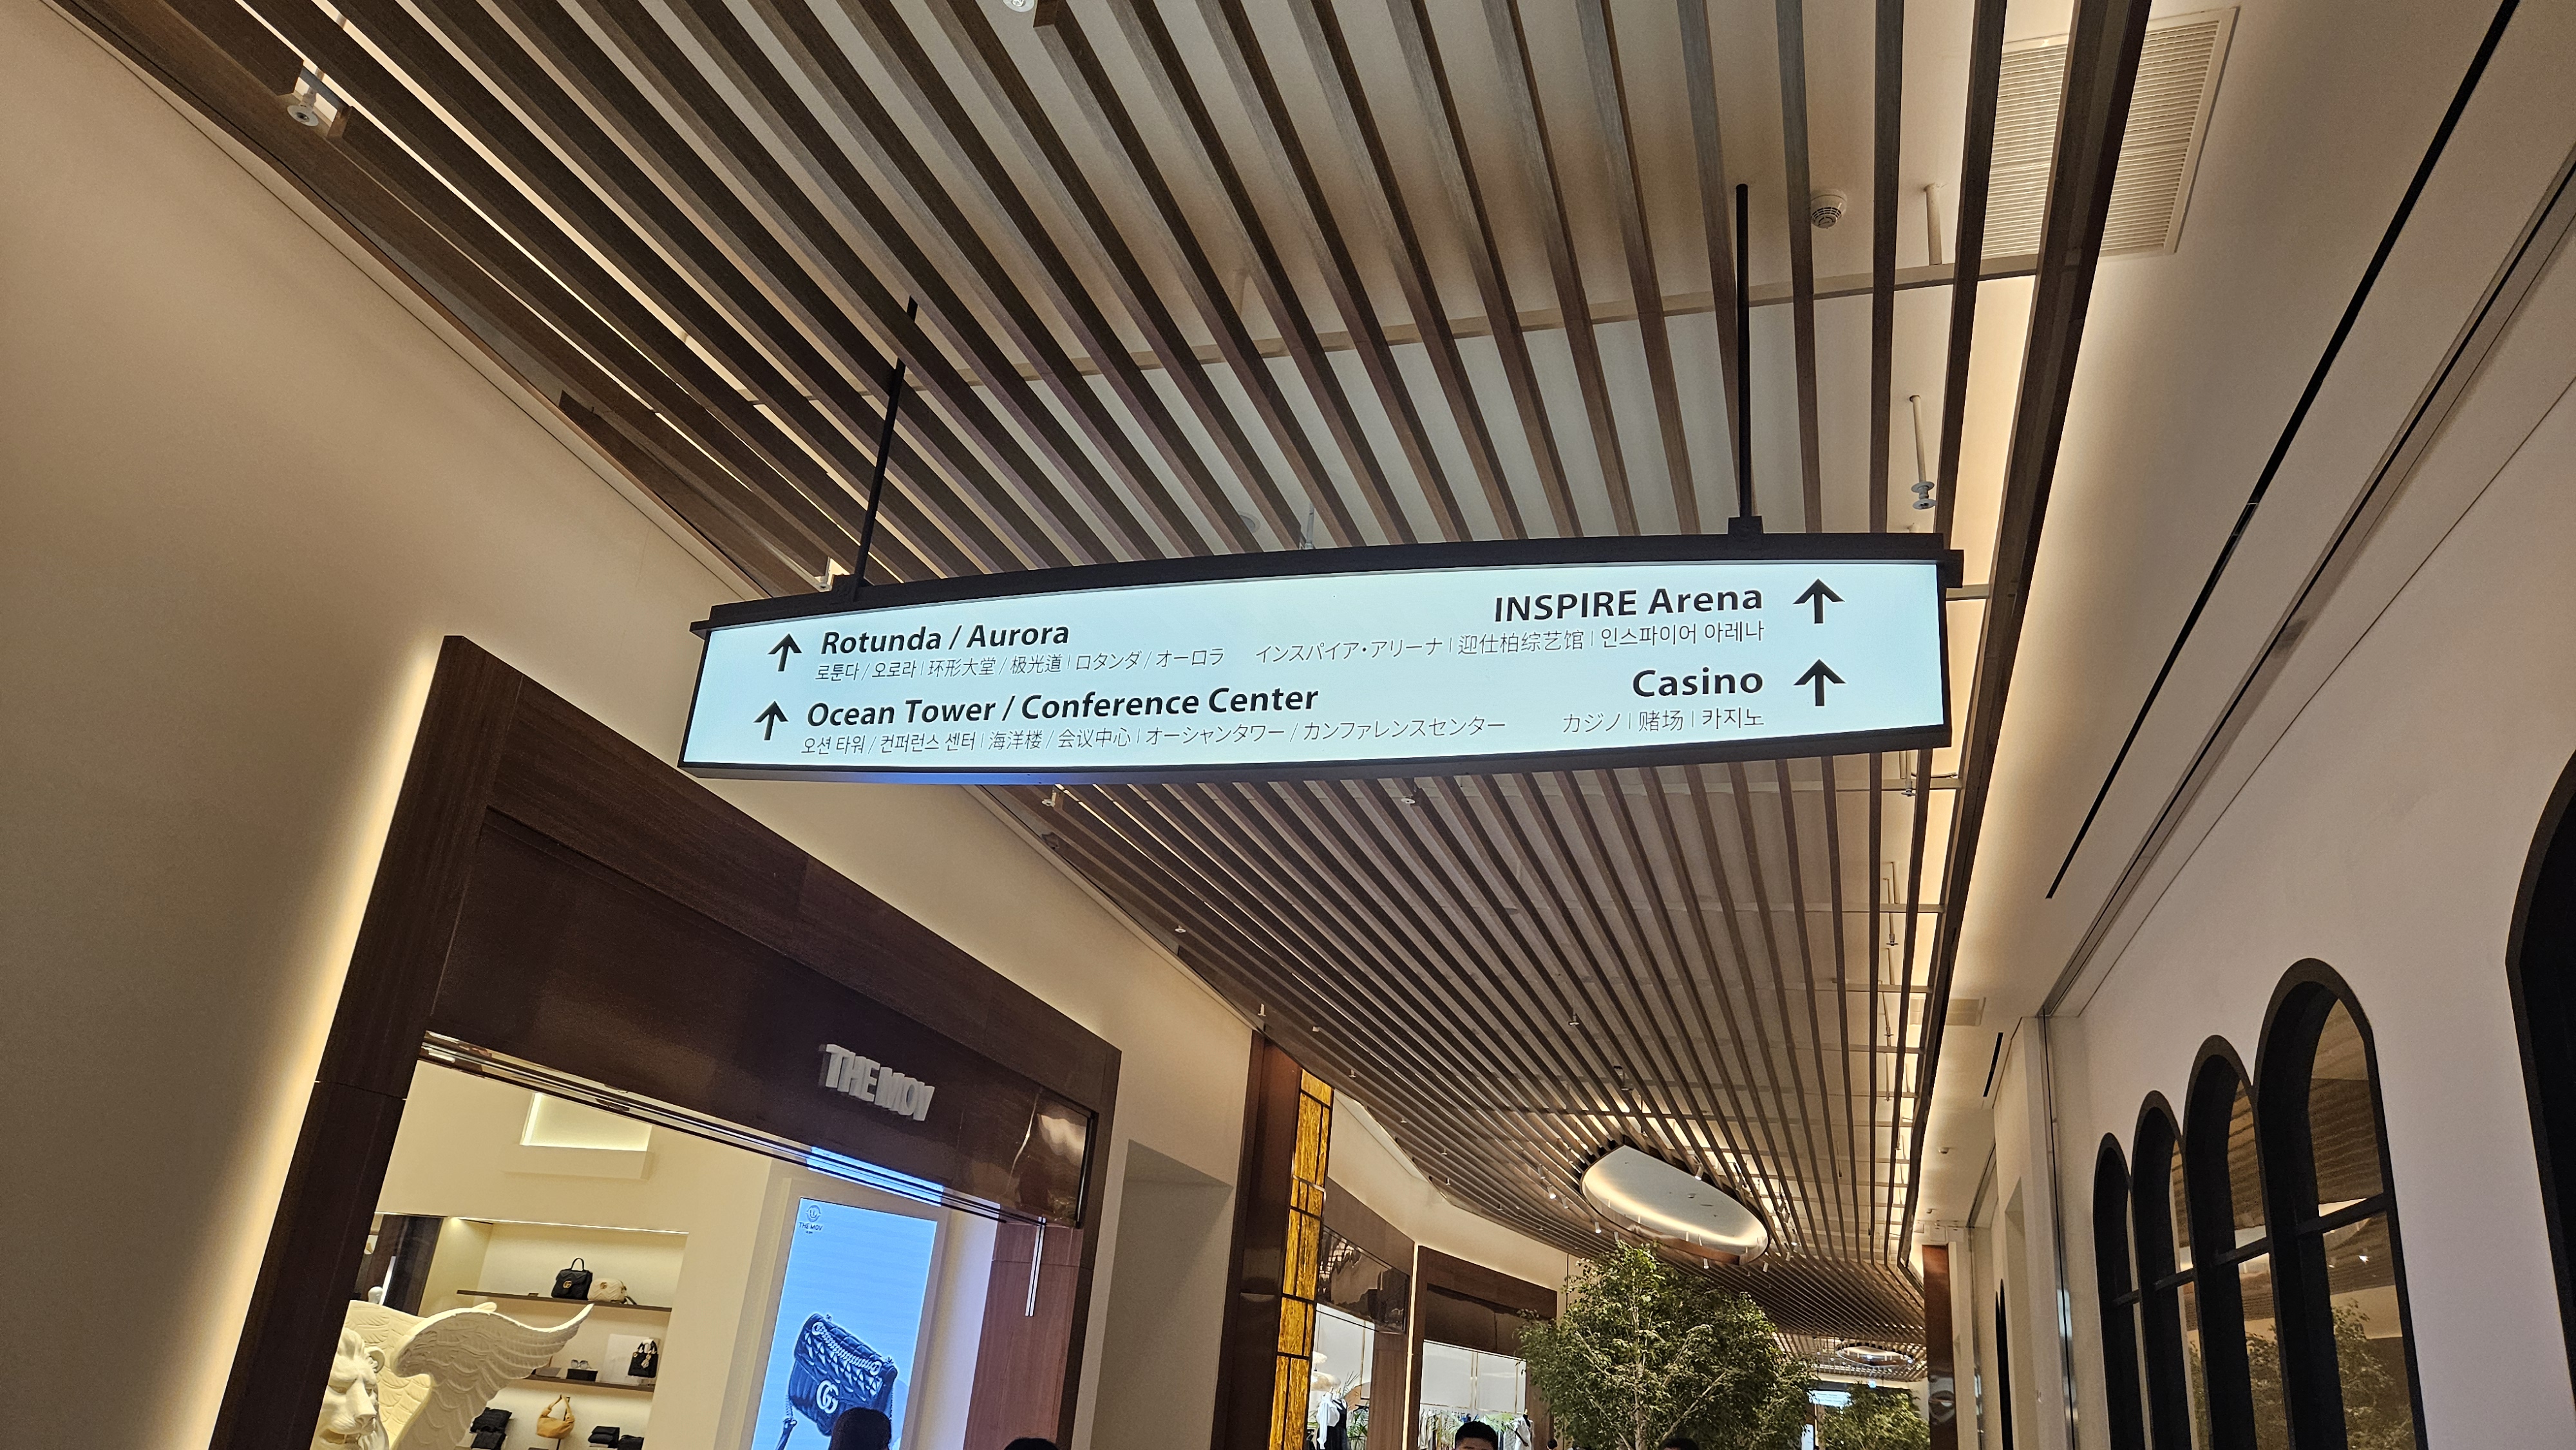 Rotunda / Aurora
로툰다 / 오로라 | 环形大堂 / 极光道 | ロタンダ / オーロラ
Ocean Tower / Conference Center
오션 타워 / 컨퍼런스 센터 | 海洋楼 / 会议中心 | オーシャンタワー / カンファレンスセンター
INSPIRE Arena
インスパイア・アリーナ | 迎仕柏综艺馆 | 인스파이어 아레나
Casino
カジノ | 赌场 | 카지노
THE MOV
THE MOV